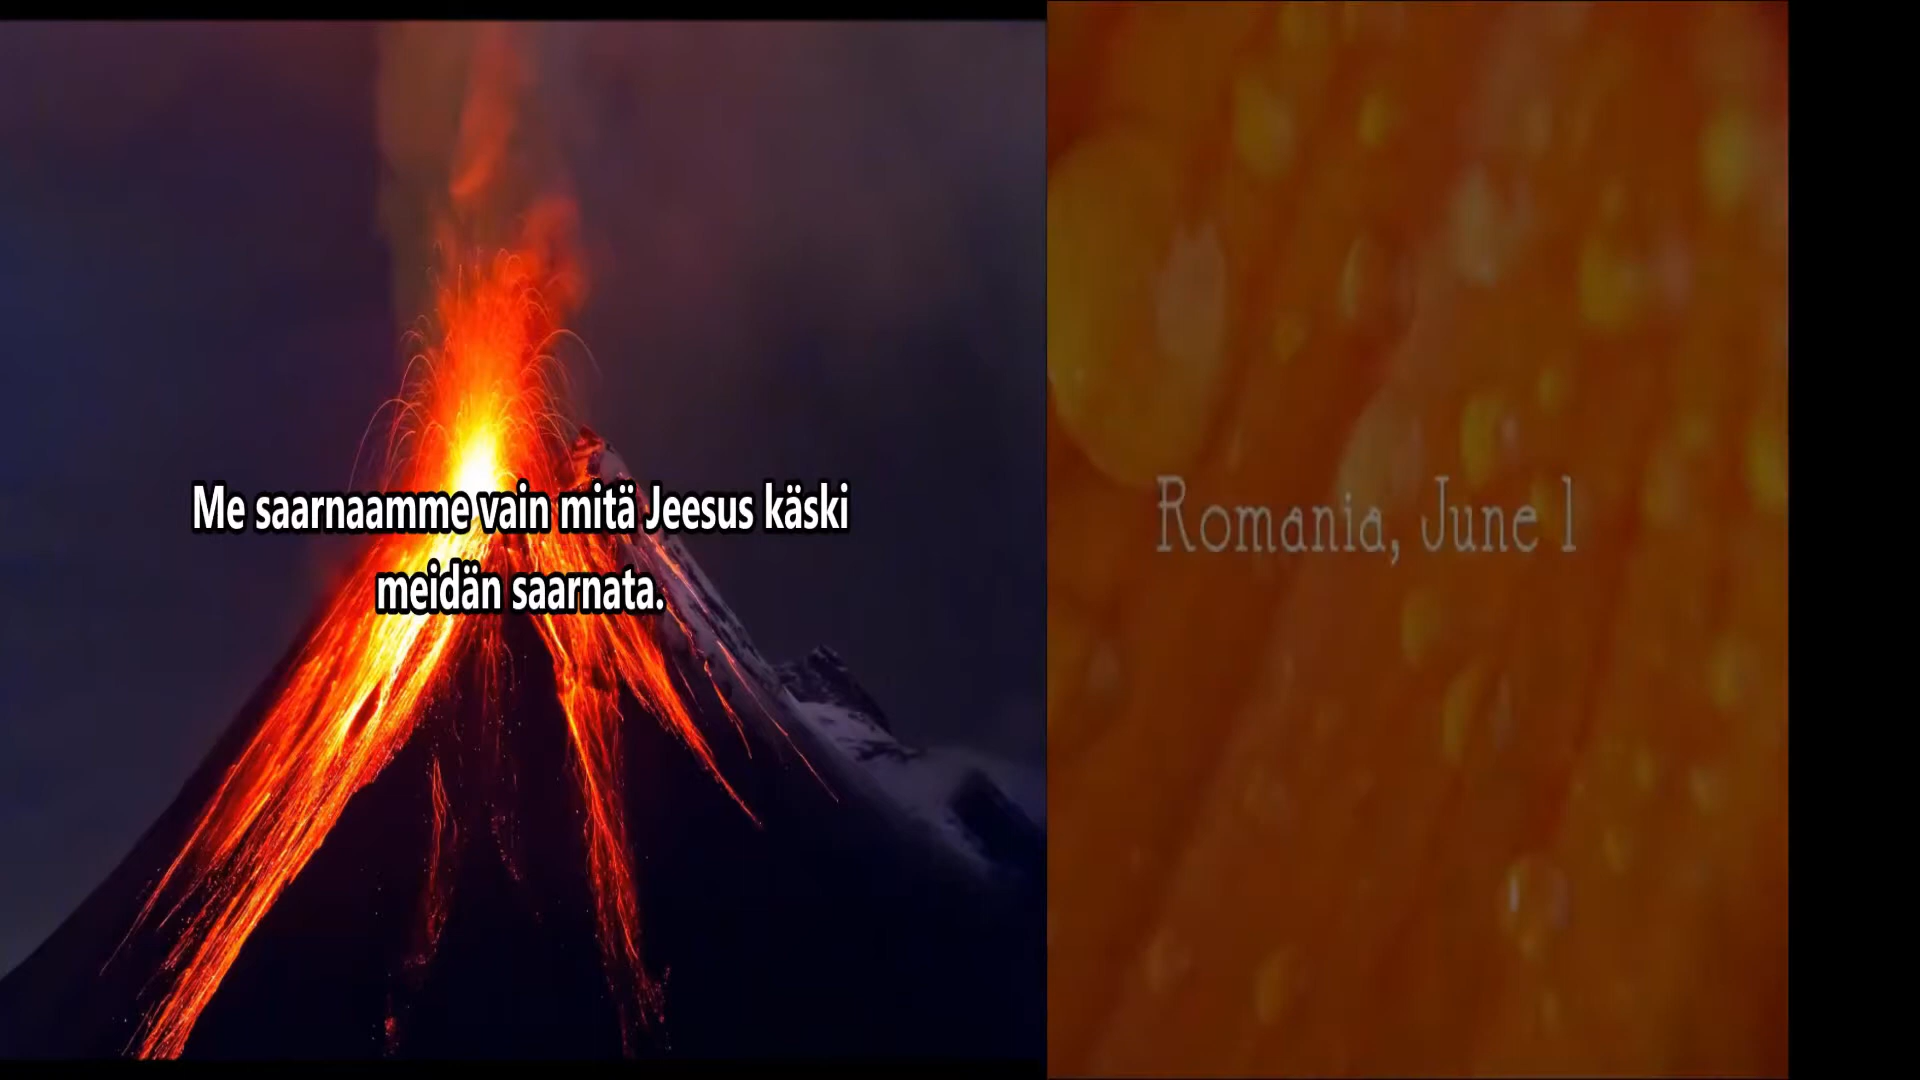 Me saarnaamme vain mitä Jeesus käski
meidän saarnata.
Romania, June 1